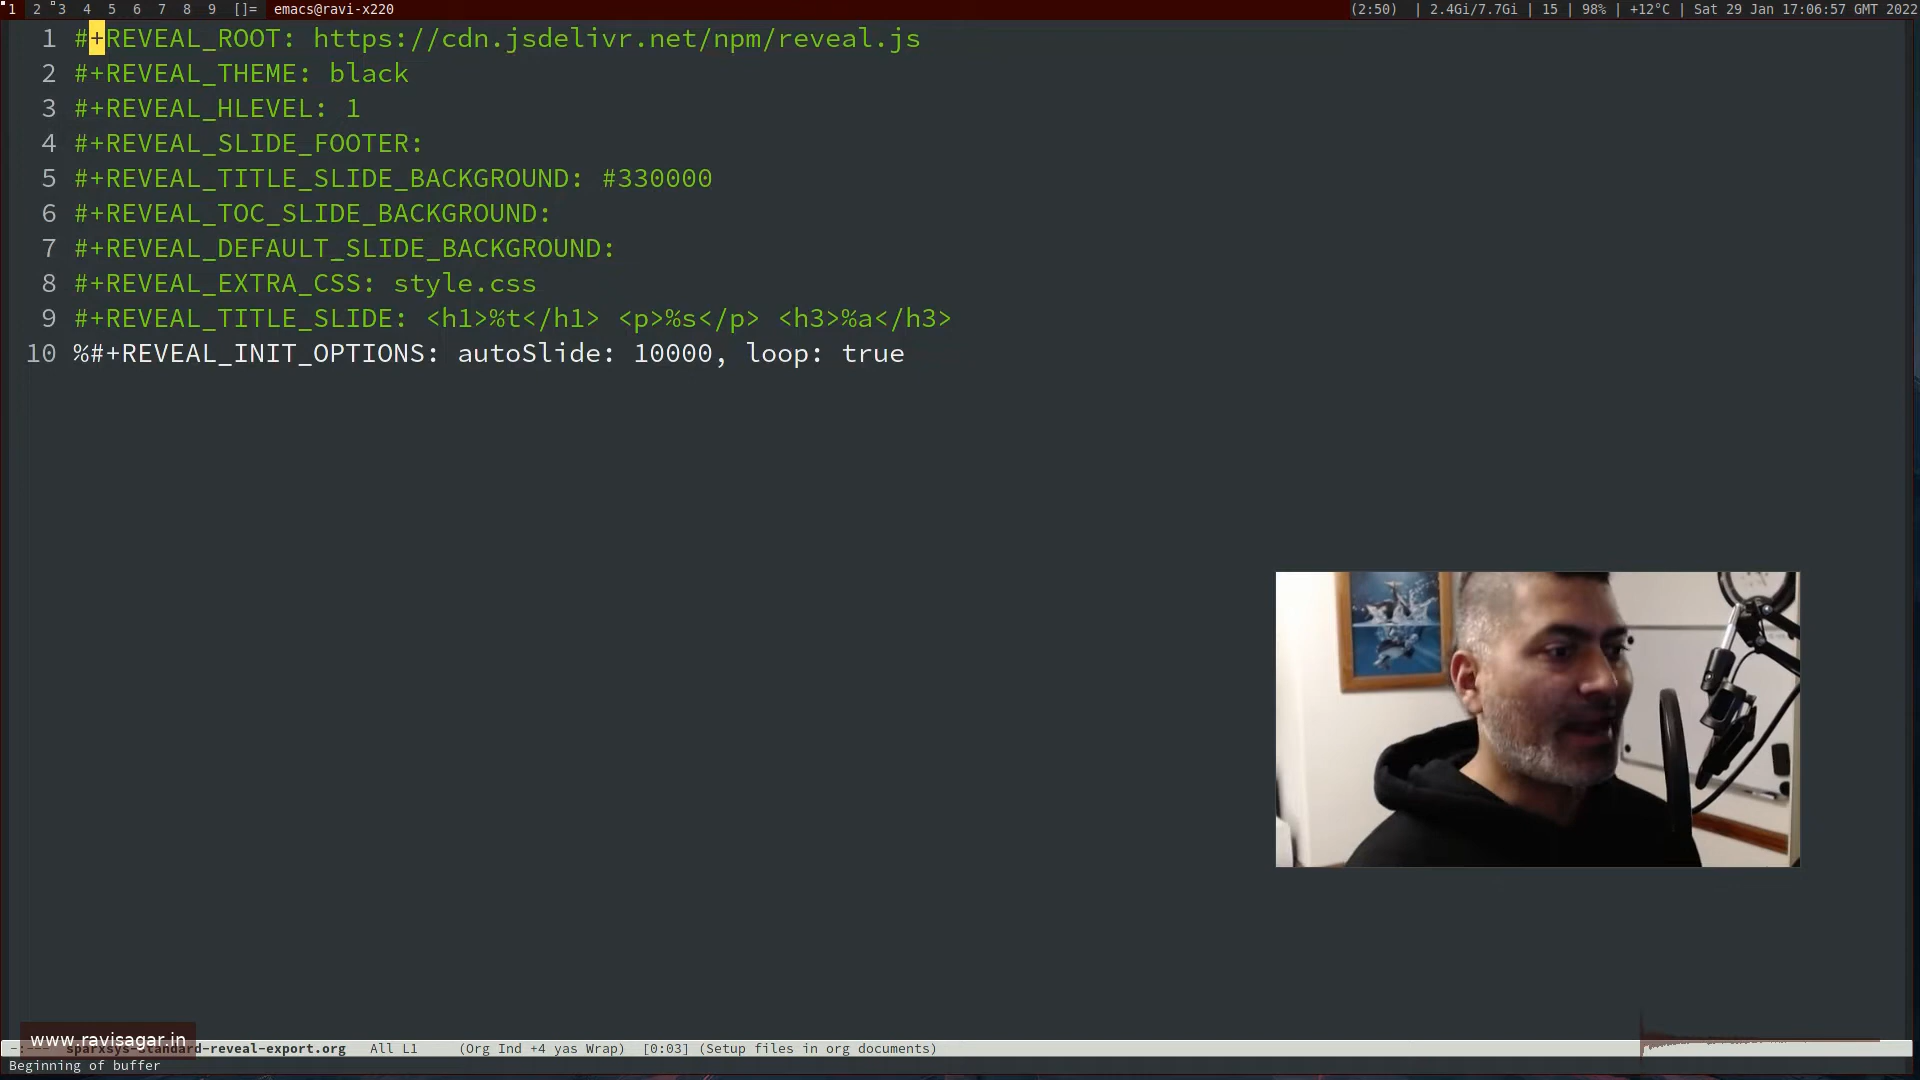 1 2 3 4 5 6 7 8 9 []= emacs@ravi-x220 (2:50) | 2.4Gi/7.7Gi | 15 | 98% | +12°C | Sat 29 Jan 17:06:57 GMT 2022
1 #+REVEAL_ROOT: https://cdn.jsdelivr.net/npm/reveal.js
2 #+REVEAL_THEME: black
3 #+REVEAL_HLEVEL: 1
4 #+REVEAL_SLIDE_FOOTER:
5 #+REVEAL_TITLE_SLIDE_BACKGROUND: #330000
6 #+REVEAL_TOC_SLIDE_BACKGROUND:
7 #+REVEAL_DEFAULT_SLIDE_BACKGROUND:
8 #+REVEAL_EXTRA_CSS: style.css
9 #+REVEAL_TITLE_SLIDE: <h1>%t</h1> <p>%s</p> <h3>%a</h3>
10 %#+REVEAL_INIT_OPTIONS: autoSlide: 10000, loop: true
www.ravisagar.in
sparxsys-standard-reveal-export.org All L1 (Org Ind +4 yas Wrap) [0:03] (Setup files in org documents)
Beginning of buffer